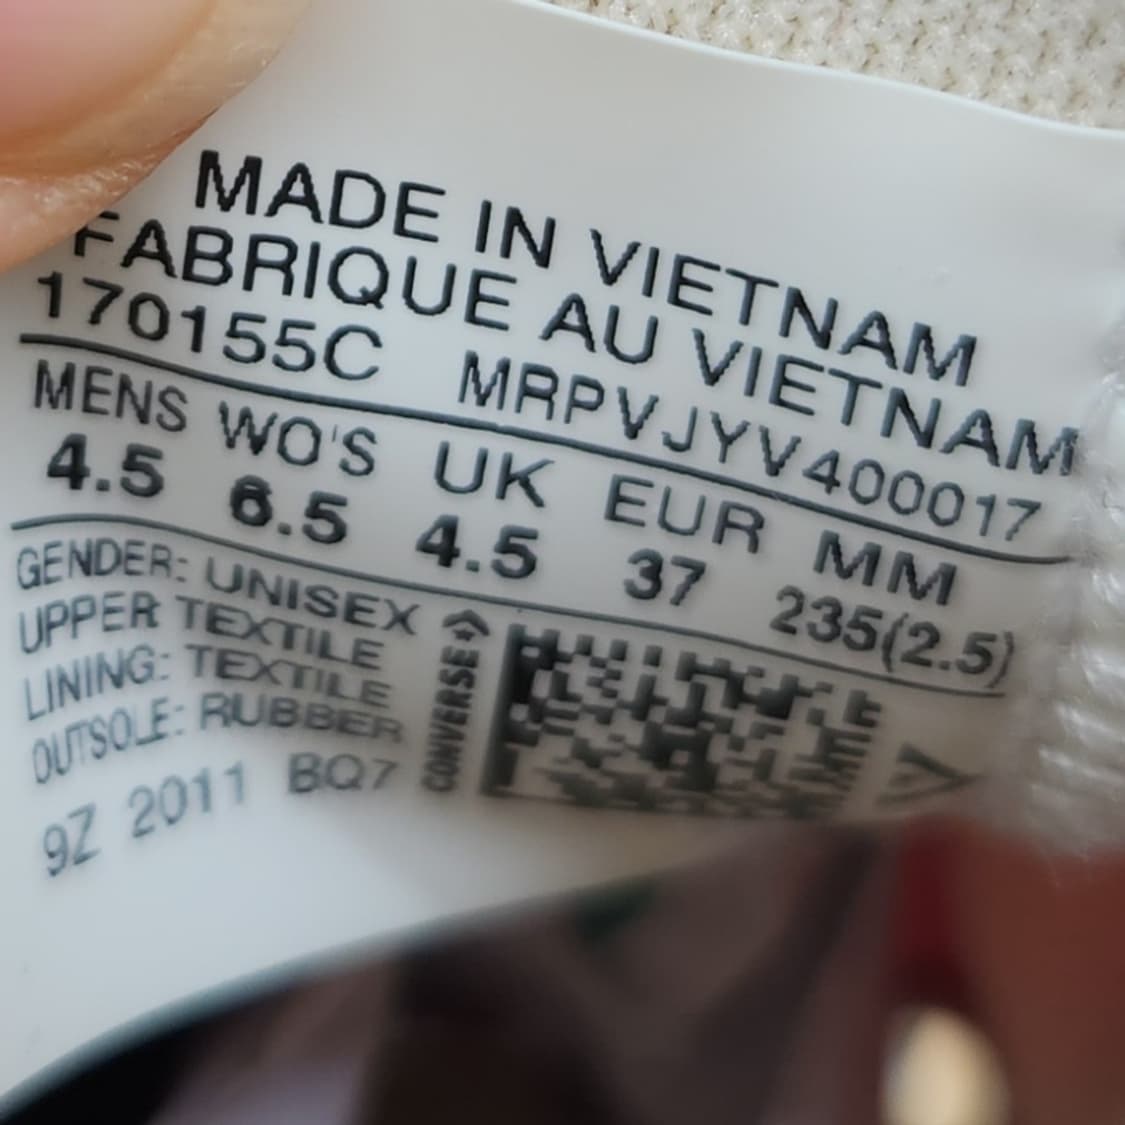 MADE IN VIETNAM
FABRIQUE AU VIETNAM
170155C MRPVJYV400017
MENS WO'S UK EUR MM
4.5 6.5 4.5 37 235(2.5)
GENDER: UNISEX
UPPER TEXTILE
LINING: TEXTILE
OUTSOLE: RUBBER
9Z 2011 BQ7
CONVERSE